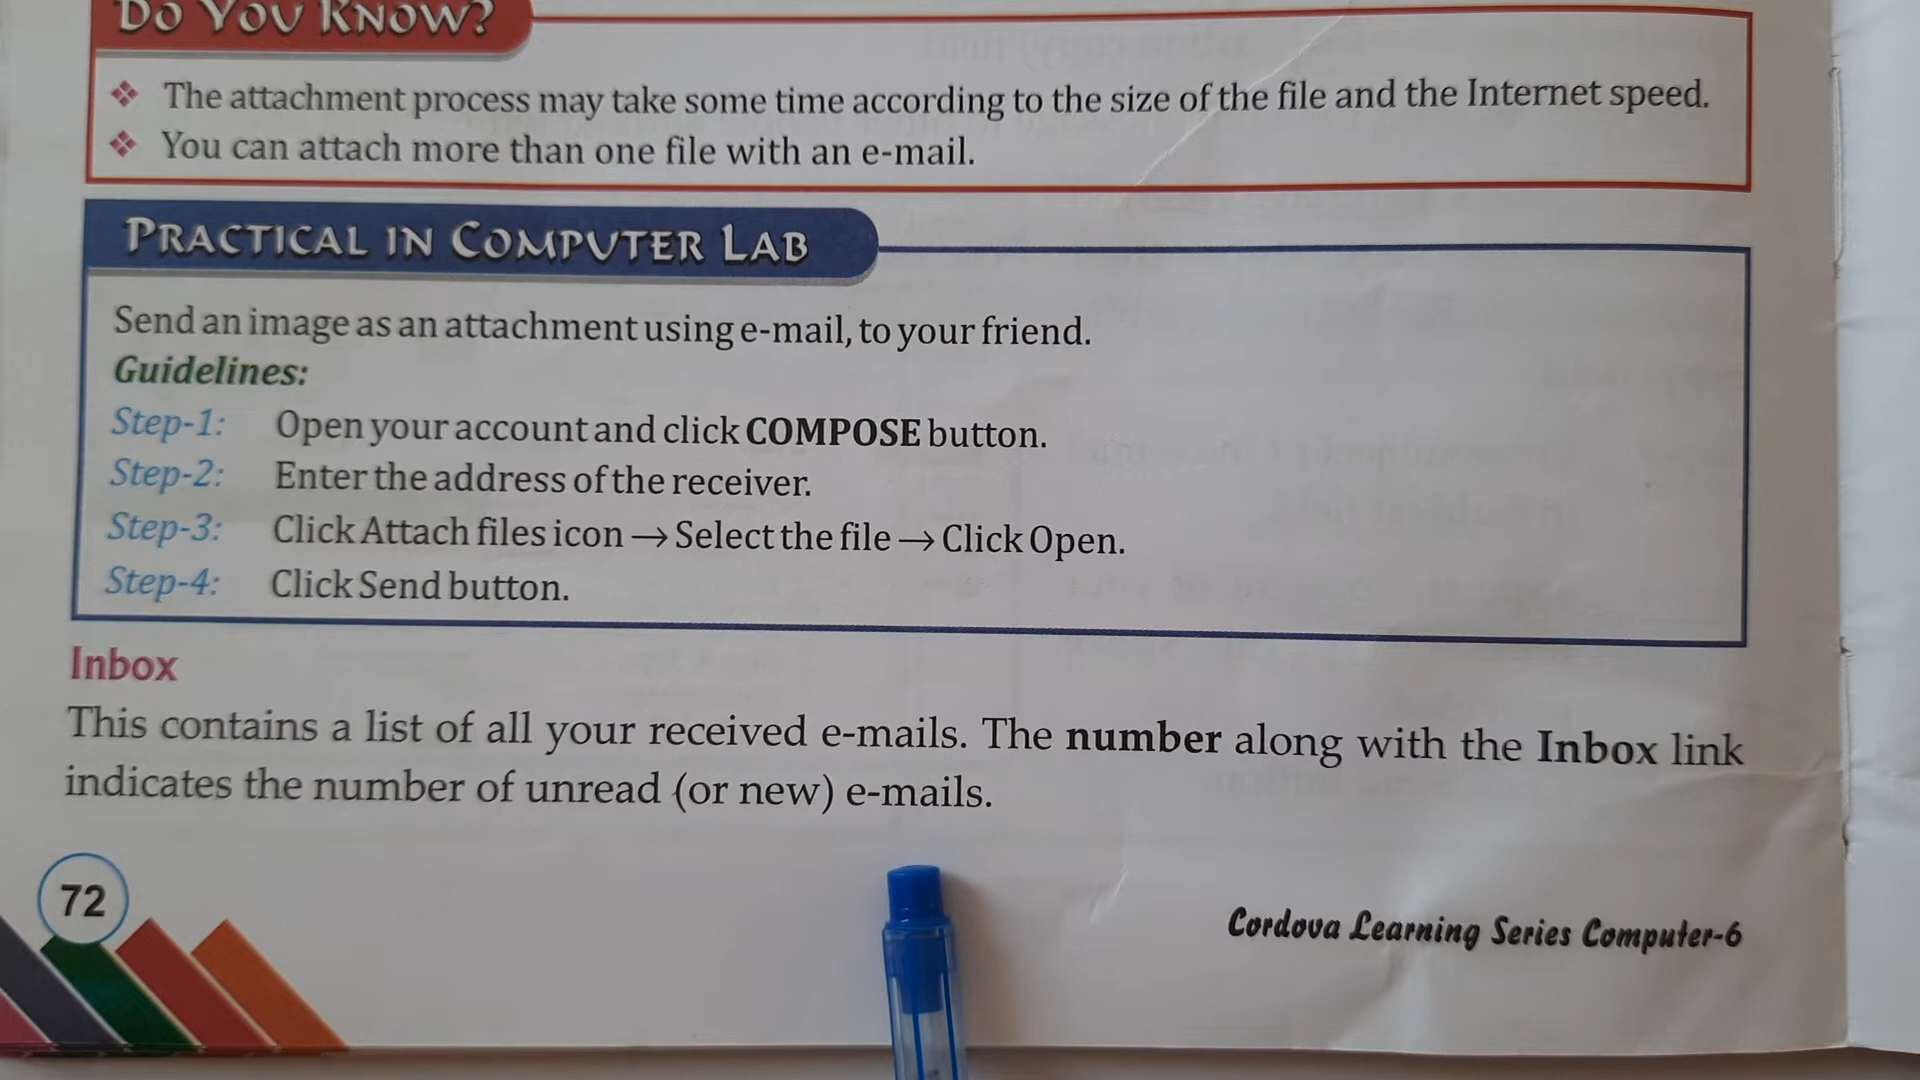 DO YOU KNOW?
❖ The attachment process may take some time according to the size of the file and the Internet speed.
❖ You can attach more than one file with an e-mail.
PRACTICAL IN COMPUTER LAB
Send an image as an attachment using e-mail, to your friend.
Guidelines:
Step-1: Open your account and click COMPOSE button.
Step-2: Enter the address of the receiver.
Step-3: Click Attach files icon → Select the file → Click Open.
Step-4: Click Send button.
Inbox
This contains a list of all your received e-mails. The number along with the Inbox link
indicates the number of unread (or new) e-mails.
72
Cordova Learning Series Computer-6